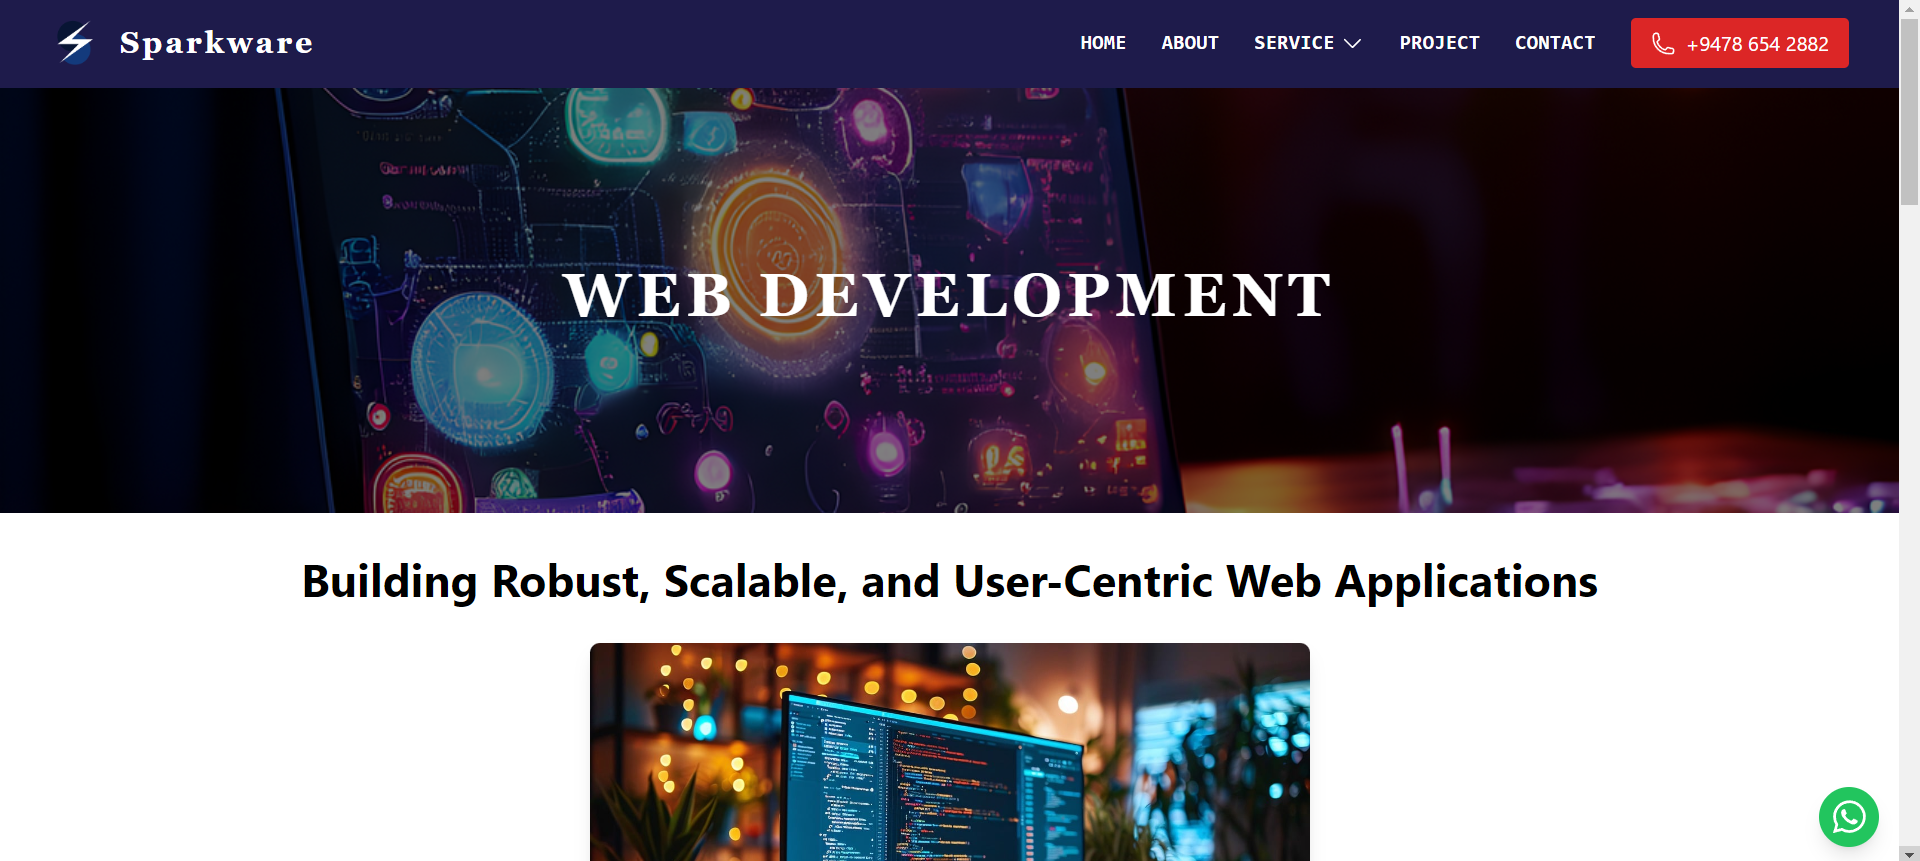 Sparkware
HOME ABOUT SERVICE PROJECT CONTACT +9478 654 2882
WEB DEVELOPMENT
Building Robust, Scalable, and User-Centric Web Applications